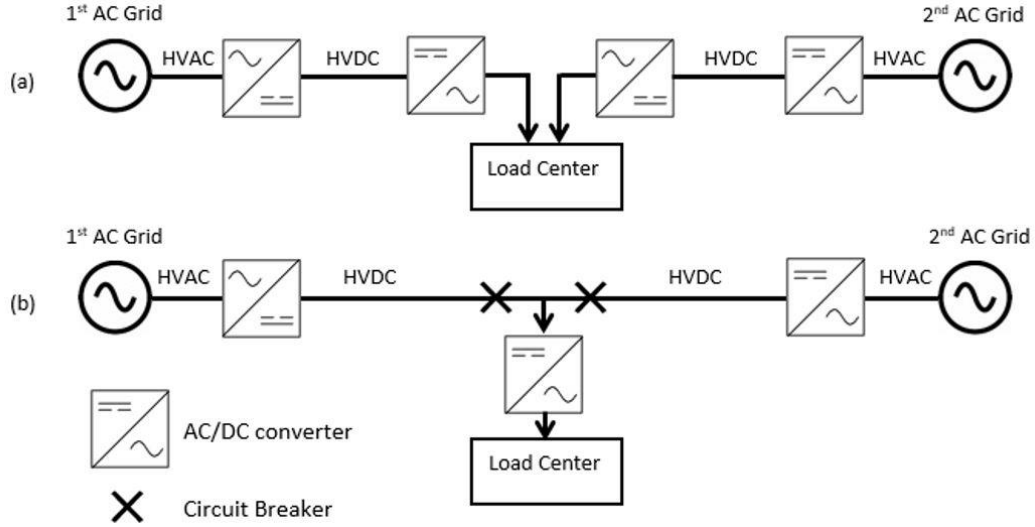 1st AC Grid
2nd AC Grid
(a)
HVAC
HVDC
HVDC
HVAC
Load Center
1st AC Grid
2nd AC Grid
(b)
HVAC
HVDC
HVDC
HVAC
AC/DC converter
Load Center
Circuit Breaker